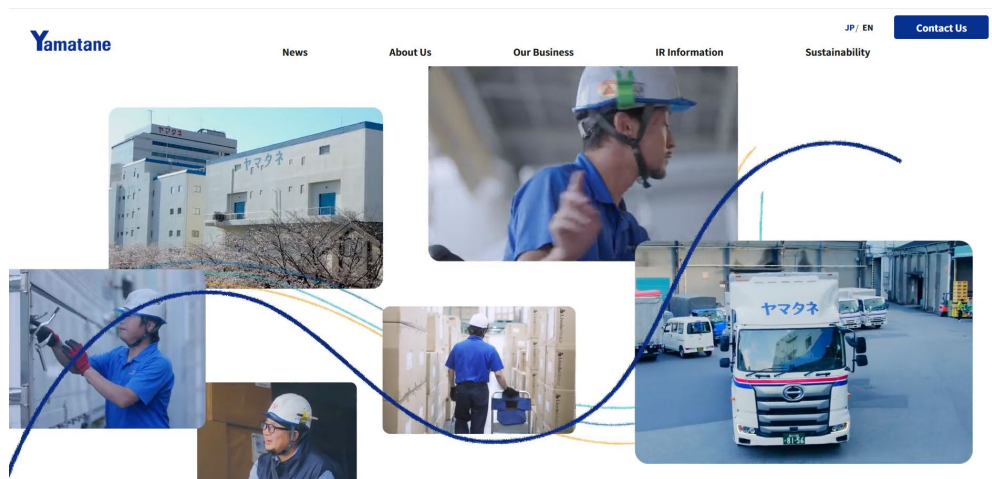 Yamatane
JP/ EN
Contact Us
News
About Us
Our Business
IR Information
Sustainability
ヤマタネ
ヤマタネ
ヤマタネ